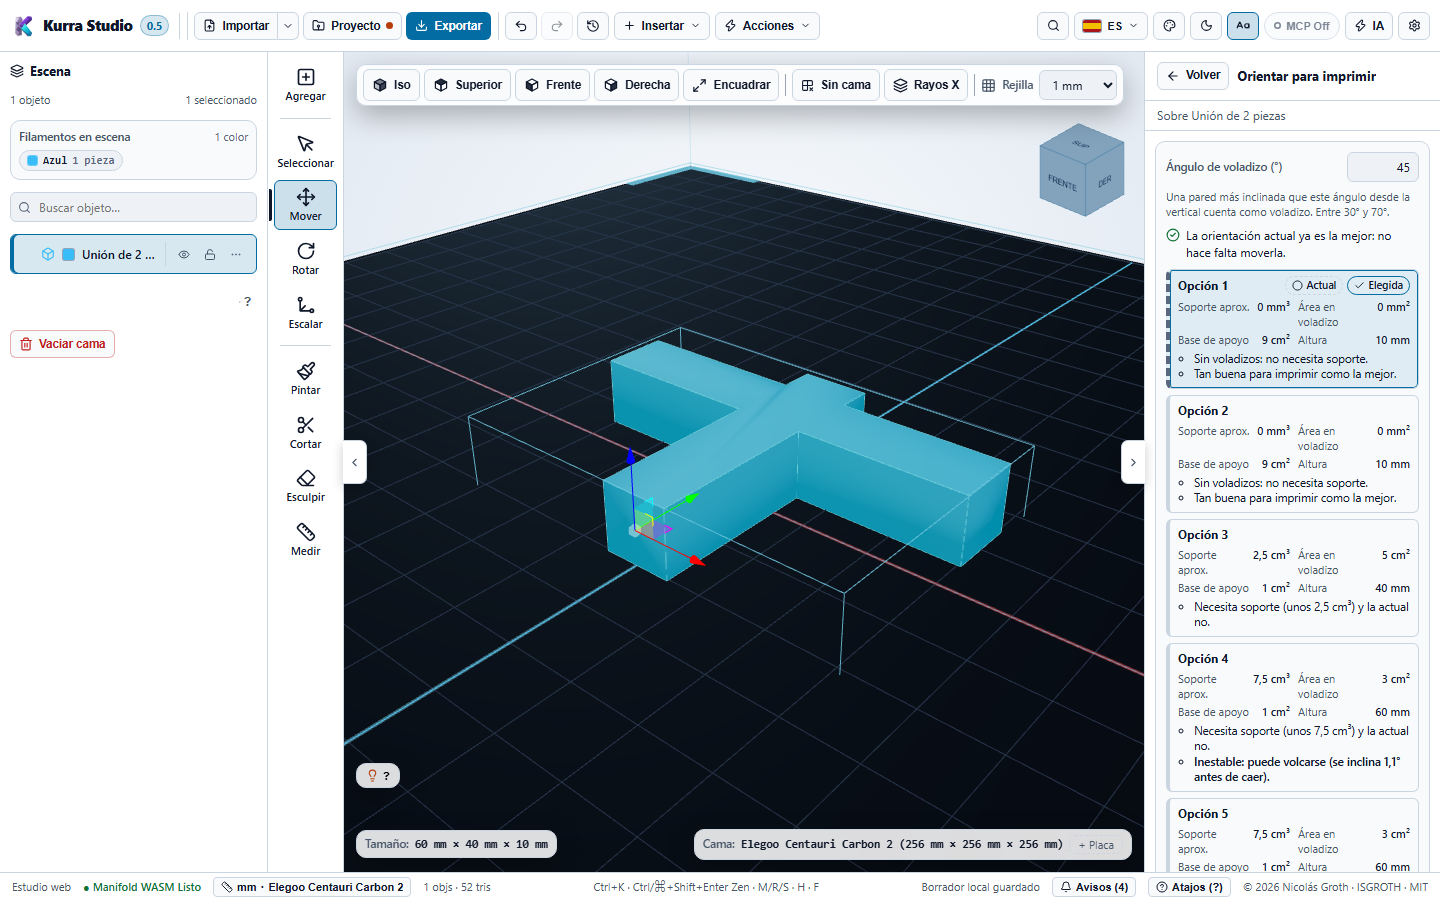 Kurra Studio 0.5
Importar
Proyecto
Exportar
Insertar
Acciones
ES
MCP Off
IA
Escena
1 objeto 1 seleccionado
Filamentos en escena 1 color
Azul 1 pieza
Buscar objeto...
Unión de 2 ...
?
Vaciar cama
Agregar
Seleccionar
Mover
Rotar
Escalar
Pintar
Cortar
Esculpir
Medir
Iso
Superior
Frente
Derecha
Encuadrar
Sin cama
Rayos X
Rejilla
1 mm
SUP
FRENTE
DER
?
Tamaño: 60 mm × 40 mm × 10 mm
Cama: Elegoo Centauri Carbon 2 (256 mm × 256 mm × 256 mm) + Placa
Volver
Orientar para imprimir
Sobre Unión de 2 piezas
Ángulo de voladizo (°) 45
Una pared más inclinada que este ángulo desde la
vertical cuenta como voladizo. Entre 30° y 70°.
La orientación actual ya es la mejor: no
hace falta moverla.
Opción 1 Actual Elegida
Soporte aprox. 0 mm³ Área en voladizo 0 mm²
Base de apoyo 9 cm² Altura 10 mm
Sin voladizos: no necesita soporte.
Tan buena para imprimir como la mejor.
Opción 2
Soporte aprox. 0 mm³ Área en voladizo 0 mm²
Base de apoyo 9 cm² Altura 10 mm
Sin voladizos: no necesita soporte.
Tan buena para imprimir como la mejor.
Opción 3
Soporte aprox. 2,5 cm³ Área en voladizo 5 cm²
Base de apoyo 1 cm² Altura 40 mm
Necesita soporte (unos 2,5 cm³) y la actual
no.
Opción 4
Soporte aprox. 7,5 cm³ Área en voladizo 3 cm²
Base de apoyo 1 cm² Altura 60 mm
Necesita soporte (unos 7,5 cm³) y la actual
no.
Inestable: puede volcarse (se inclina 1,1°
antes de caer).
Opción 5
Soporte aprox. 7,5 cm³ Área en voladizo 3 cm²
Base de apoyo 1 cm² Altura 60 mm
Estudio web
Manifold WASM Listo
mm · Elegoo Centauri Carbon 2
1 objs · 52 tris
Ctrl+K · Ctrl/⌘+Shift+Enter Zen · M/R/S · H · F
Borrador local guardado
Avisos (4)
Atajos (?)
© 2026 Nicolás Groth · ISGROTH · MIT